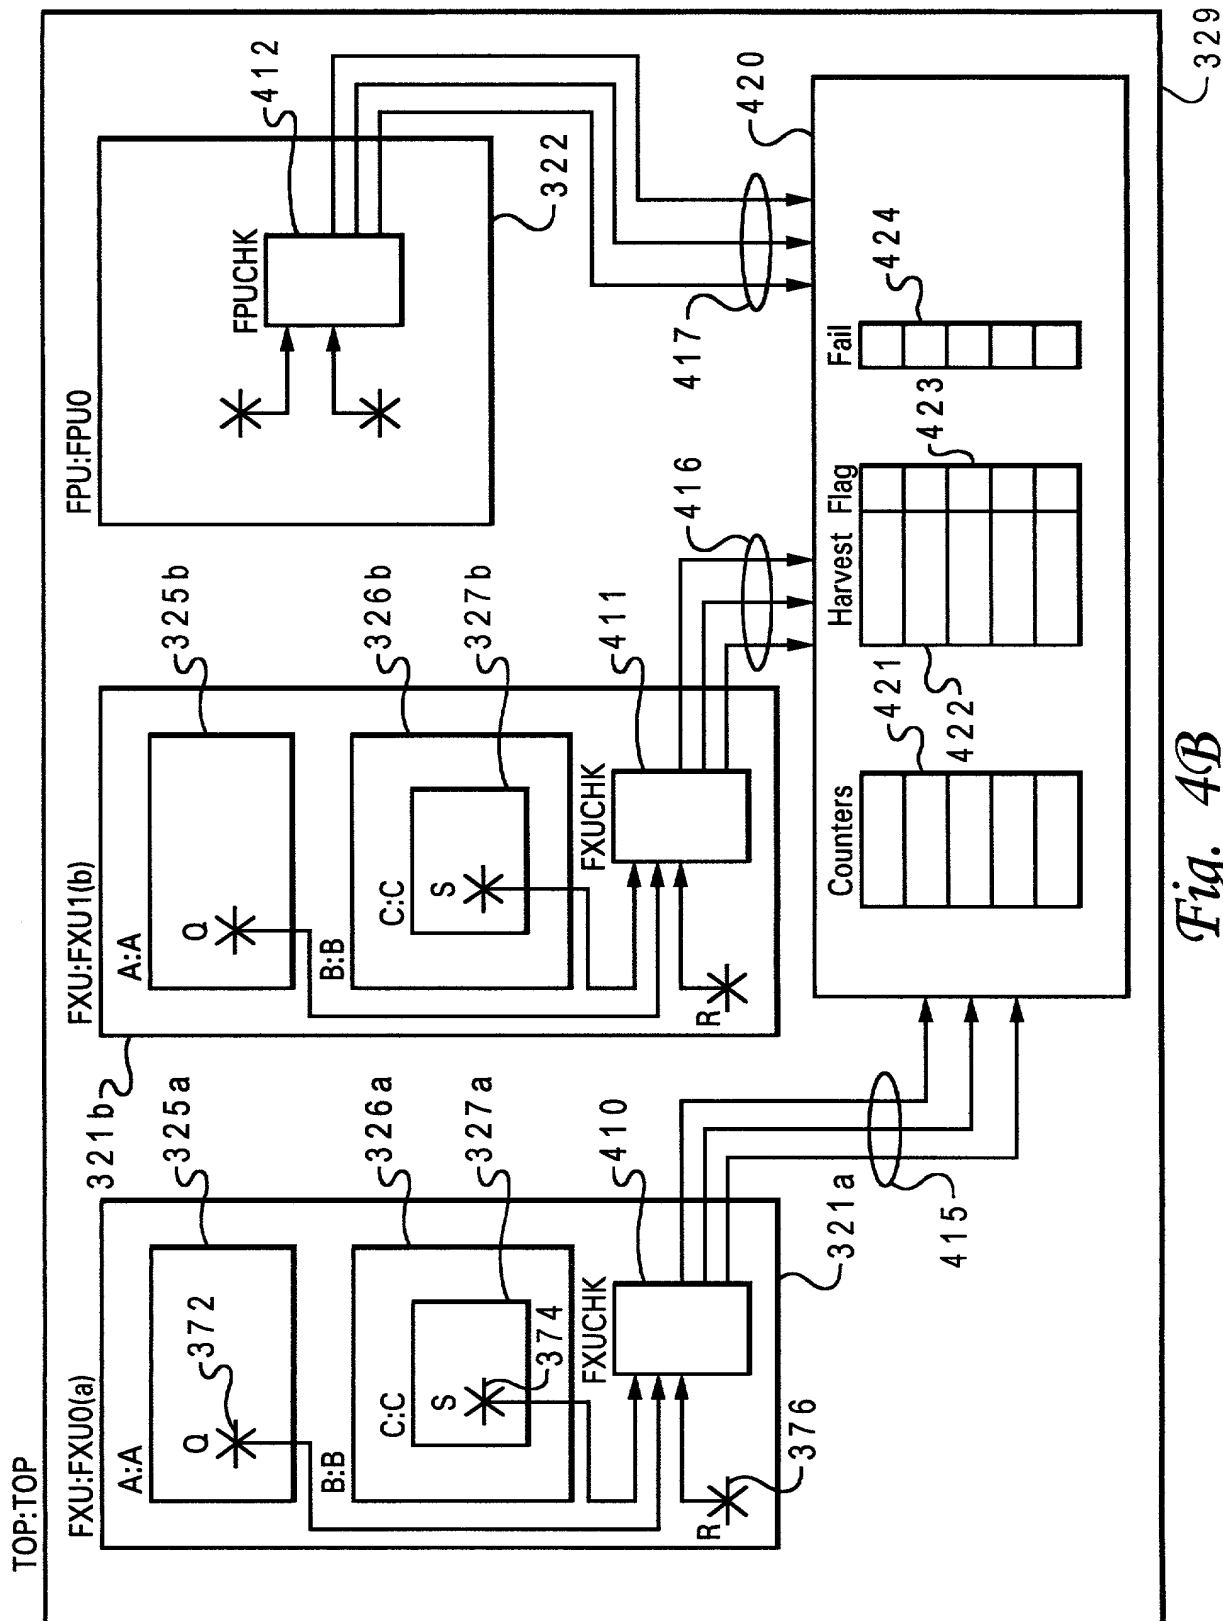 TOP:TOP
FXU:FXU0(a)
A:A
Q
372
325a
B:B
C:C
S
374
326a
327a
FXUCHK
410
R
376
321a
415
321b
FXU:FXU1(b)
A:A
Q
325b
B:B
C:C
S
326b
327b
FXUCHK
411
R
416
FPU:FPU0
FPUCHK
412
322
417
420
Counters
421
422
Harvest
Flag
423
Fail
424
329
Fig. 4B